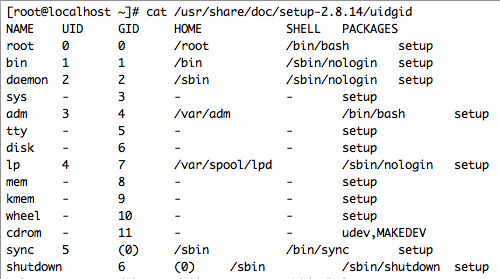 [root@localhost ~]# cat /usr/share/doc/setup-2.8.14/uidgid
NAME UID GID HOME SHELL PACKAGES
root 0 0 /root /bin/bash setup
bin 1 1 /bin /sbin/nologin setup
daemon 2 2 /sbin /sbin/nologin setup
sys - 3 - - setup
adm 3 4 /var/adm /bin/bash setup
tty - 5 - - setup
disk - 6 - - setup
lp 4 7 /var/spool/lpd /sbin/nologin setup
mem - 8 - - setup
kmem - 9 - - setup
wheel - 10 - - setup
cdrom - 11 - - udev,MAKEDEV
sync 5 (0) /sbin /bin/sync setup
shutdown 6 (0) /sbin /sbin/shutdown setup